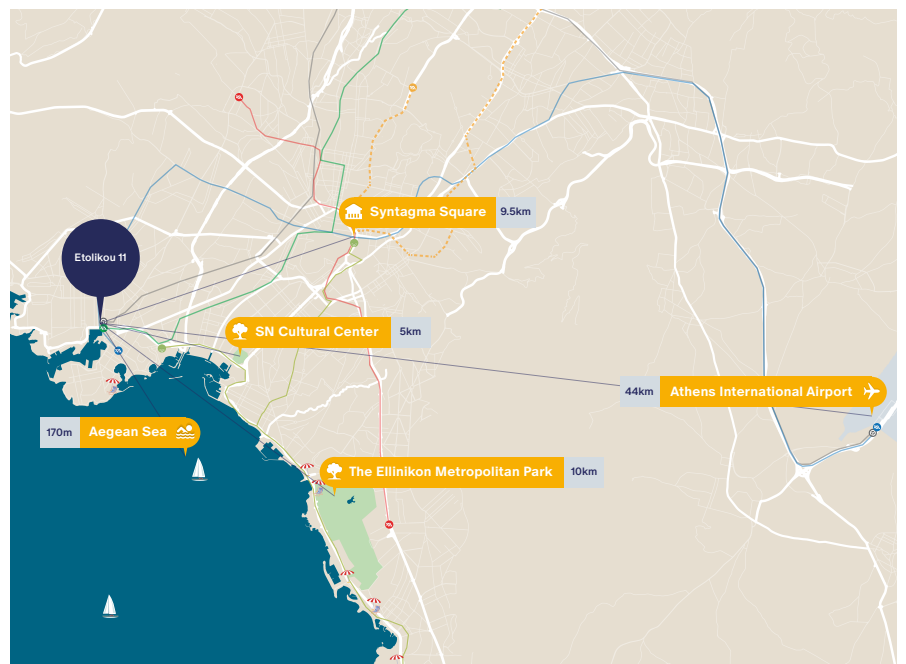 Syntagma Square 9.5km
Etolikou 11
SN Cultural Center 5km
44km Athens International Airport
170m Aegean Sea
The Ellinikon Metropolitan Park 10km